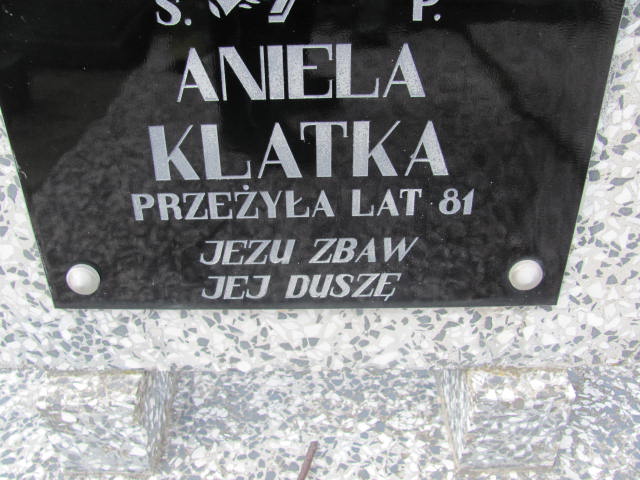 Ś. P.
ANIELA
KLATKA
PRZEŻYŁA LAT 81
JEZU ZBAW
JEJ DUSZĘ